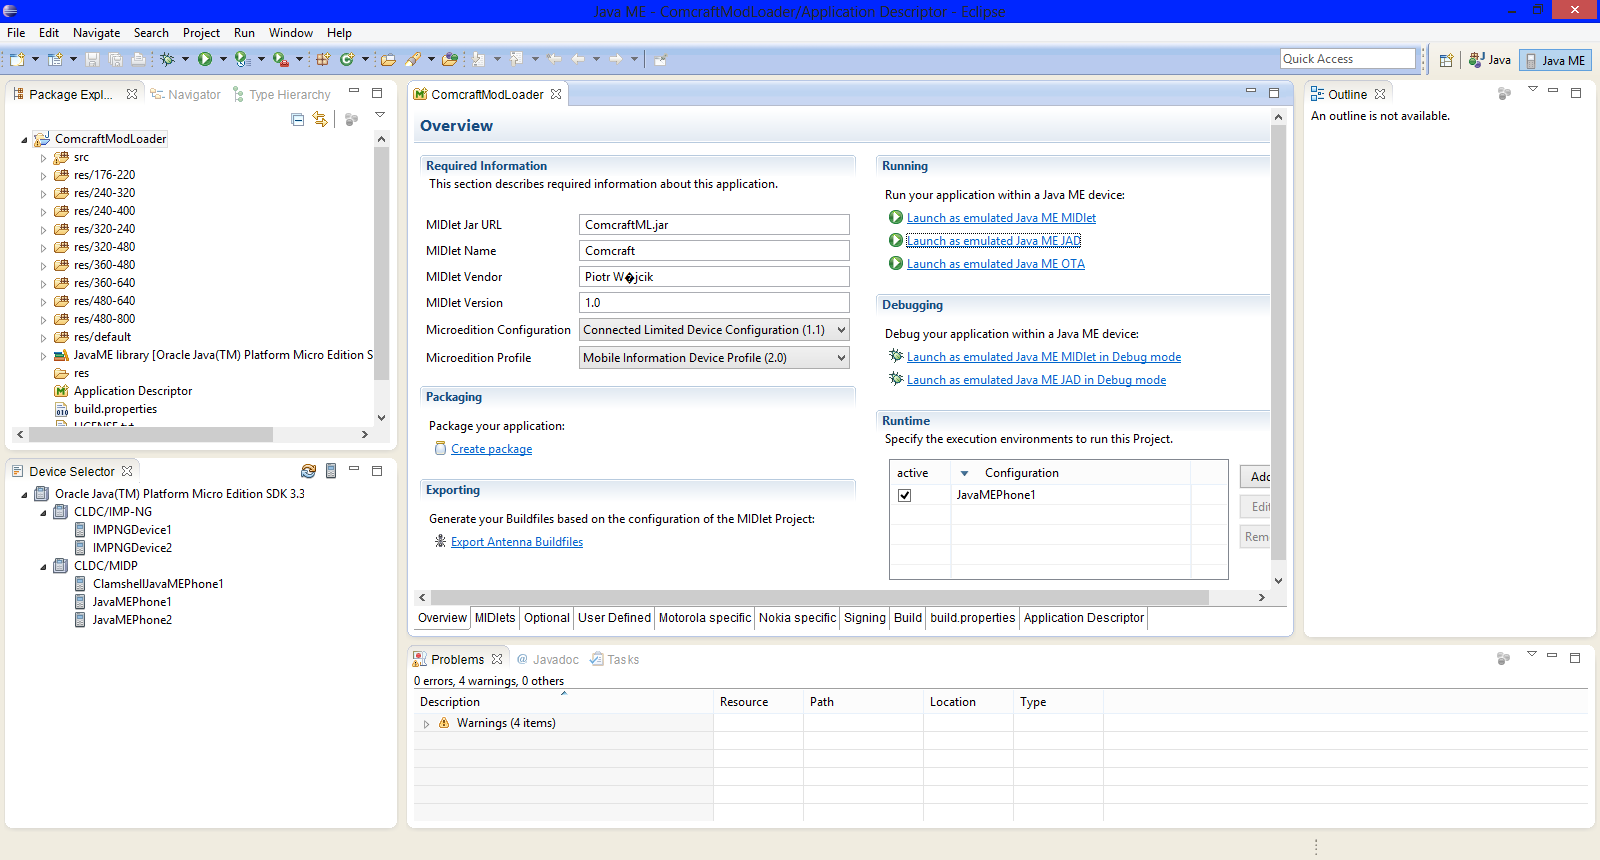 Java ME - ComcraftModLoader/Application Descriptor - Eclipse
File Edit Navigate Search Project Run Window Help
Quick Access
Java
Java ME
Package Expl...
Navigator
Type Hierarchy
ComcraftModLoader
src
res/176-220
res/240-320
res/240-400
res/320-240
res/320-480
res/360-480
res/360-640
res/480-640
res/480-800
res/default
JavaME library [Oracle Java(TM) Platform Micro Edition S
res
Application Descriptor
build.properties
LICENSE.txt
Device Selector
Oracle Java(TM) Platform Micro Edition SDK 3.3
CLDC/IMP-NG
IMPNGDevice1
IMPNGDevice2
CLDC/MIDP
ClamshellJavaMEPhone1
JavaMEPhone1
JavaMEPhone2
ComcraftModLoader
Overview
Required Information
This section describes required information about this application.
MIDlet Jar URL ComcraftML.jar
MIDlet Name Comcraft
MIDlet Vendor Piotr W�jcik
MIDlet Version 1.0
Microedition Configuration Connected Limited Device Configuration (1.1)
Microedition Profile Mobile Information Device Profile (2.0)
Packaging
Package your application:
Create package
Exporting
Generate your Buildfiles based on the configuration of the MIDlet Project:
Export Antenna Buildfiles
Running
Run your application within a Java ME device:
Launch as emulated Java ME MIDlet
Launch as emulated Java ME JAD
Launch as emulated Java ME OTA
Debugging
Debug your application within a Java ME device:
Launch as emulated Java ME MIDlet in Debug mode
Launch as emulated Java ME JAD in Debug mode
Runtime
Specify the execution environments to run this Project.
active Configuration
JavaMEPhone1
Add
Edit
Rem
Overview MIDlets Optional User Defined Motorola specific Nokia specific Signing Build build.properties Application Descriptor
Outline
An outline is not available.
Problems
@ Javadoc
Tasks
0 errors, 4 warnings, 0 others
Description Resource Path Location Type
Warnings (4 items)